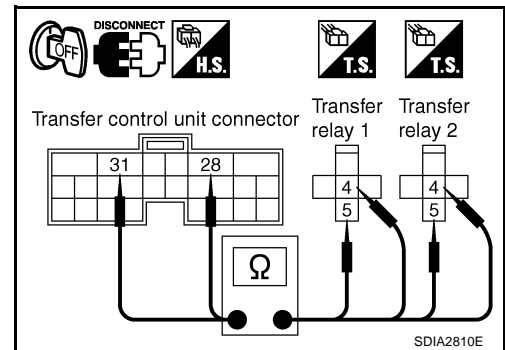 OFF
DISCONNECT
H.S.
T.S.
T.S.
Transfer control unit connector
Transfer relay 1
Transfer relay 2
31
28
4
5
4
5
Ω
SDIA2810E